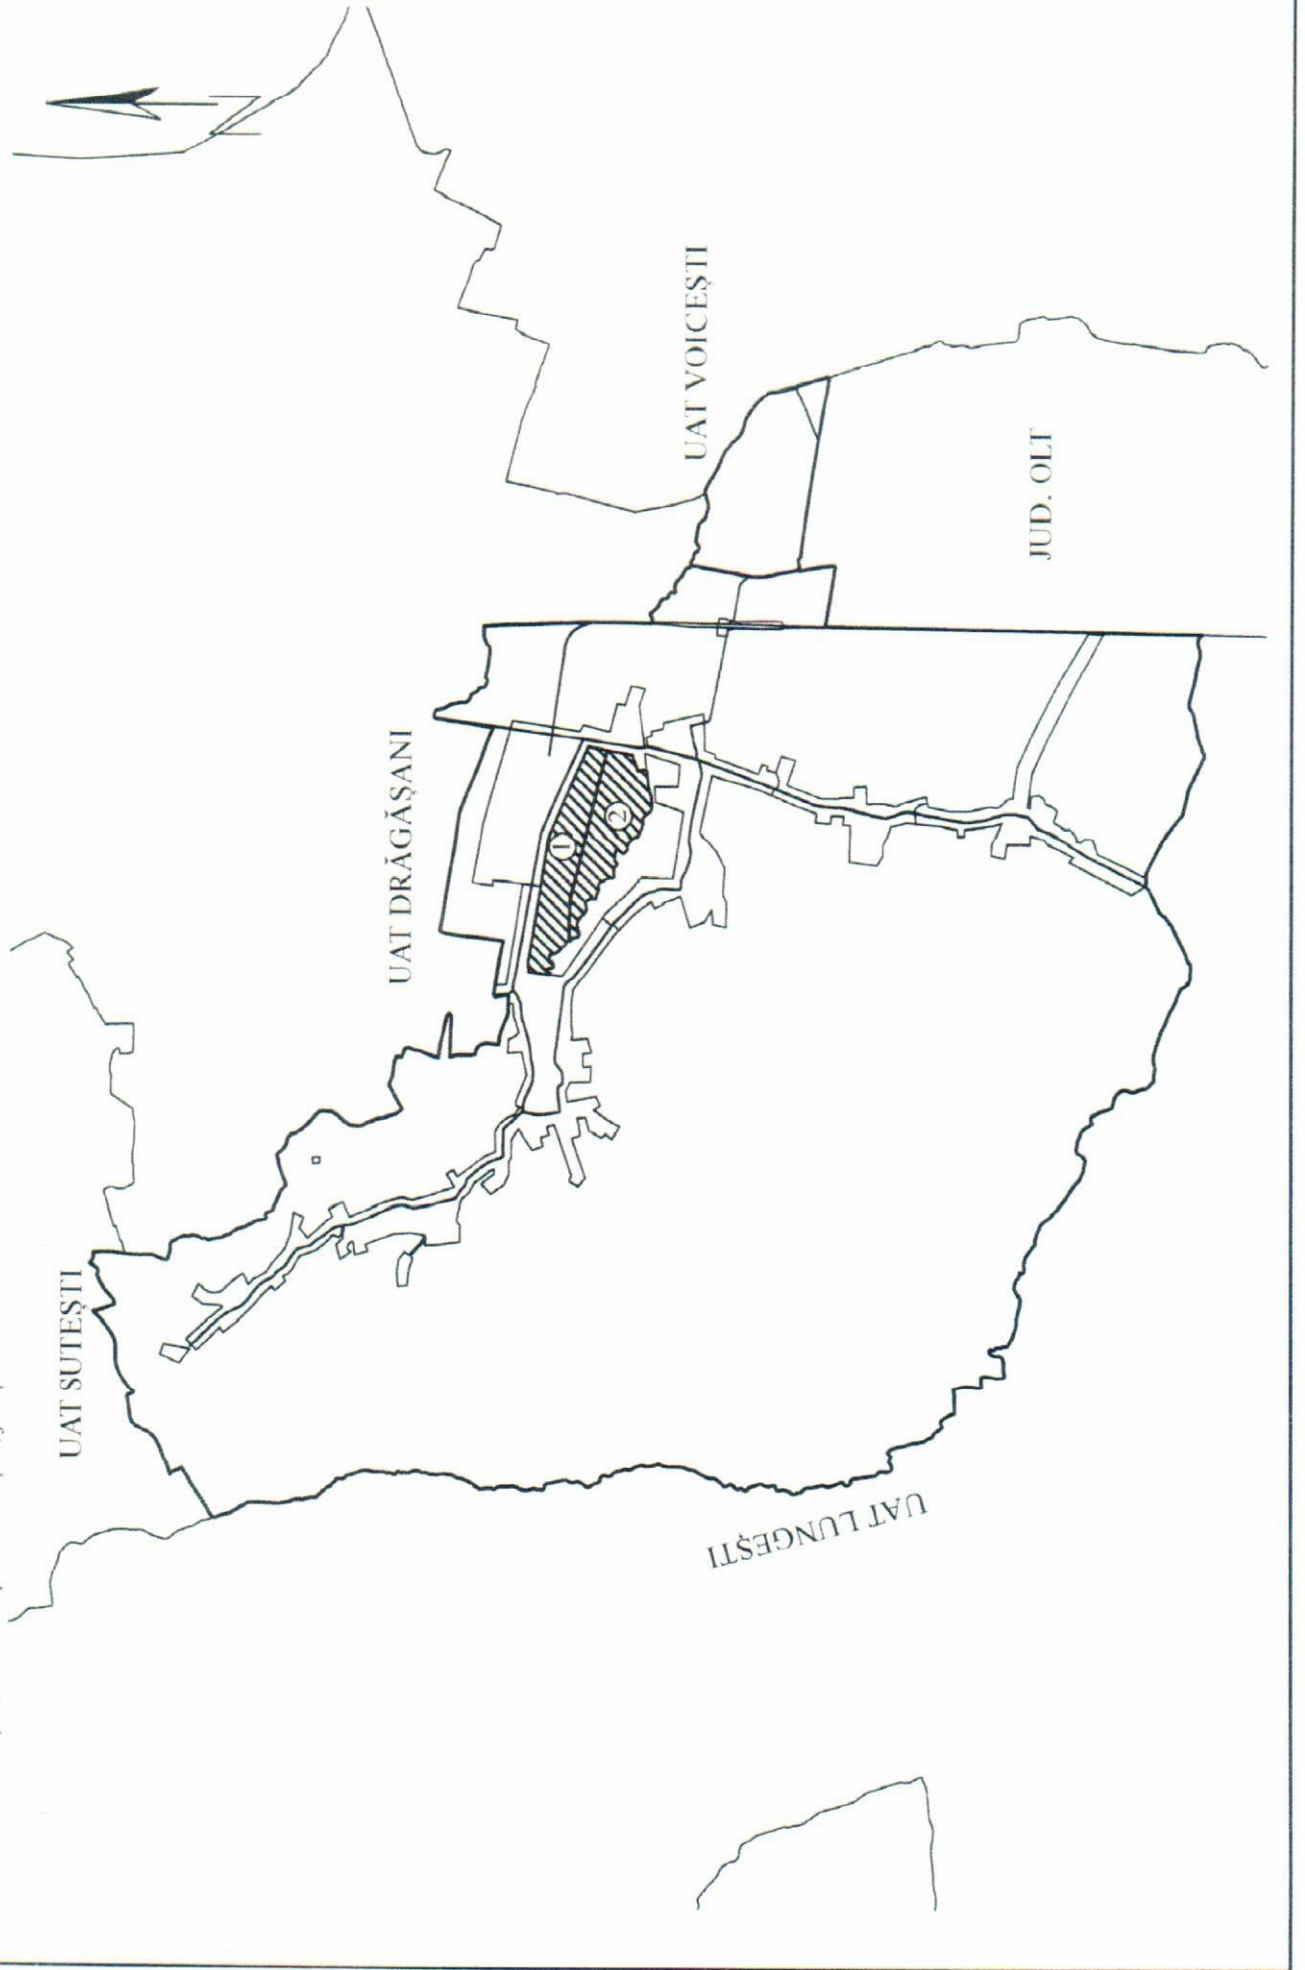 N
UAT SUTEȘTI
UAT DRĂGĂȘANI
UAT VOICEȘTI
1
2
JUD. OLT
UAT LUNGEȘTI